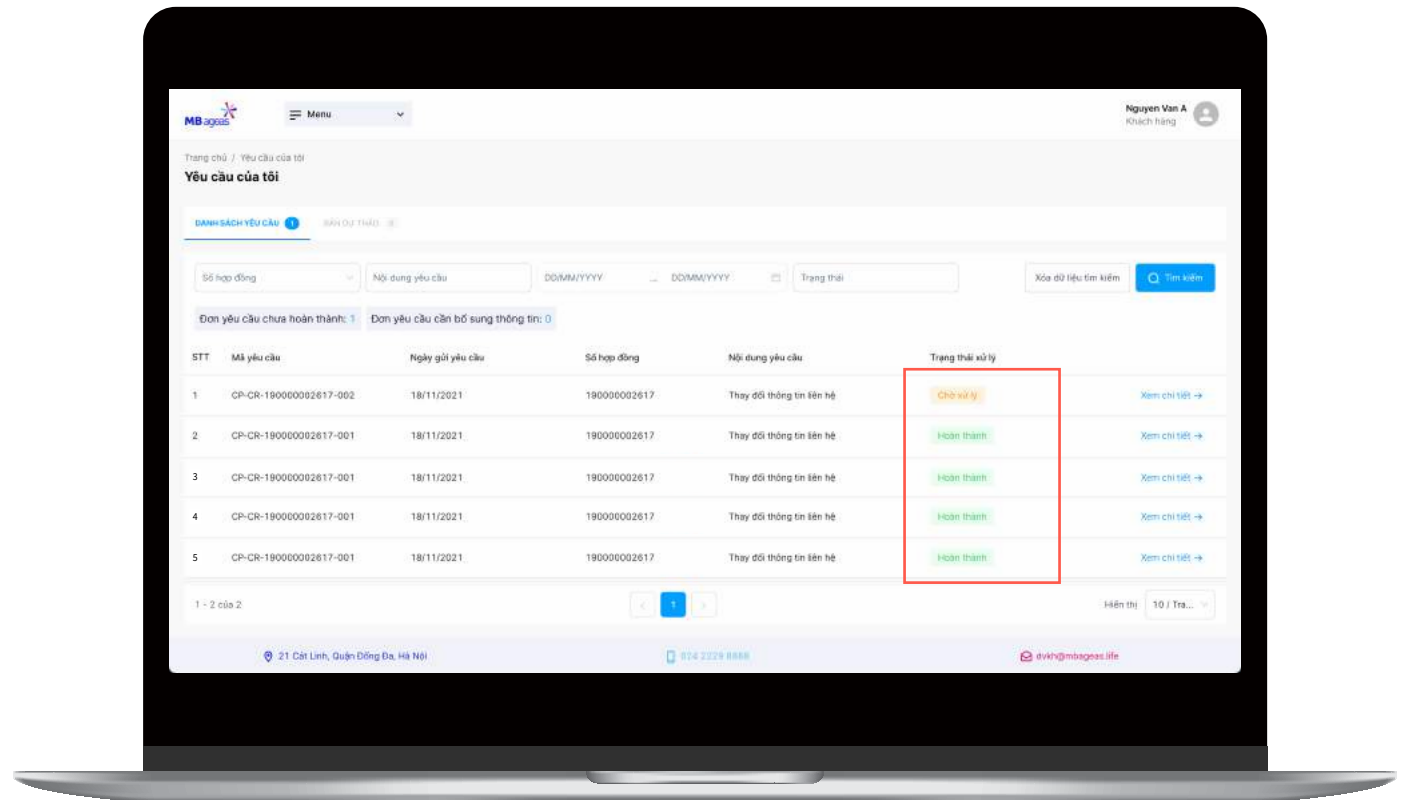 MB ageas
Menu
Nguyen Van A
Khách hàng
Trang chủ / Yêu cầu của tôi
Yêu cầu của tôi
DANH SÁCH YÊU CẦU 1 BẢN DỰ THẢO
Số hợp đồng Nội dung yêu cầu DD/MM/YYYY DD/MM/YYYY Trạng thái Xóa dữ liệu tìm kiếm Tìm kiếm
Đơn yêu cầu chưa hoàn thành: 1 Đơn yêu cầu cần bổ sung thông tin: 0
STT Mã yêu cầu Ngày gửi yêu cầu Số hợp đồng Nội dung yêu cầu Trạng thái xử lý
1 CP-CR-190000002617-002 18/11/2021 190000002617 Thay đổi thông tin liên hệ Chờ xử lý Xem chi tiết →
2 CP-CR-190000002617-001 18/11/2021 190000002617 Thay đổi thông tin liên hệ Hoàn thành Xem chi tiết →
3 CP-CR-190000002617-001 18/11/2021 190000002617 Thay đổi thông tin liên hệ Hoàn thành Xem chi tiết →
4 CP-CR-190000002617-001 18/11/2021 190000002617 Thay đổi thông tin liên hệ Hoàn thành Xem chi tiết →
5 CP-CR-190000002617-001 18/11/2021 190000002617 Thay đổi thông tin liên hệ Hoàn thành Xem chi tiết →
1 - 2 của 2 < 1 > Hiển thị 10 / Tra...
21 Cát Linh, Quận Đống Đa, Hà Nội 024 2229 8888 dvkh@mbageas.life